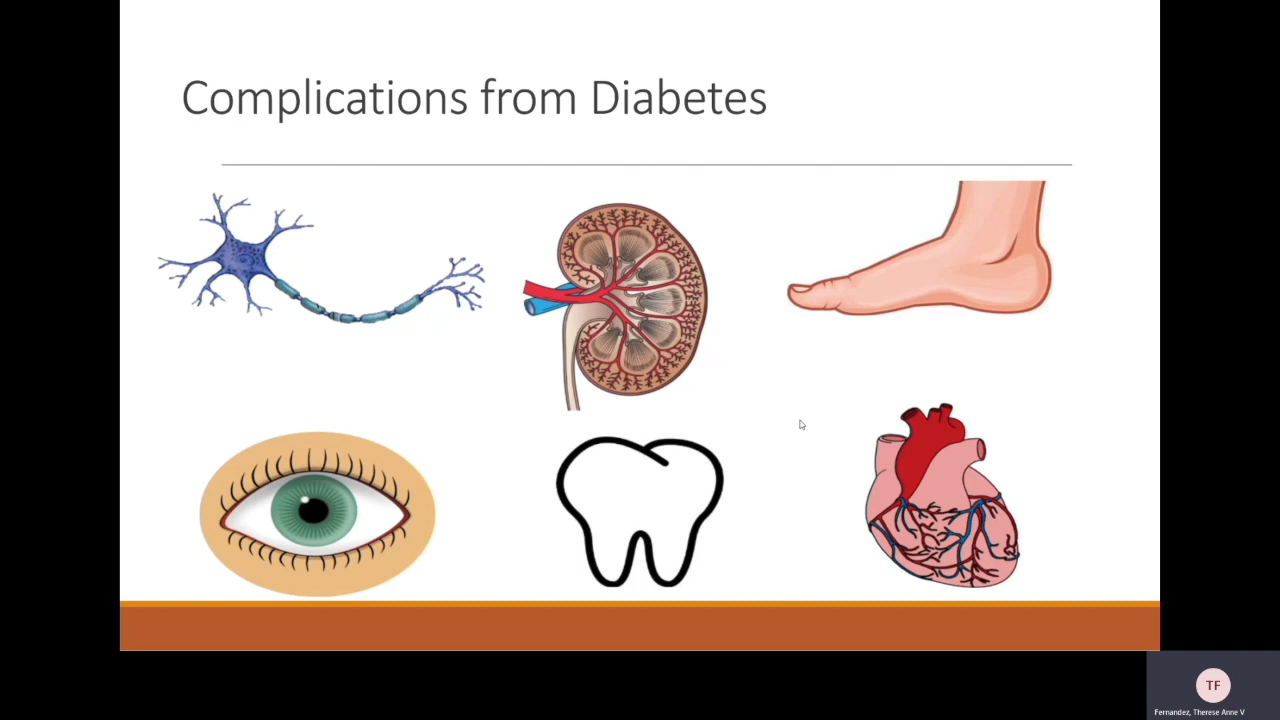 Complications from Diabetes
TF
Fernandez, Therese Anne V